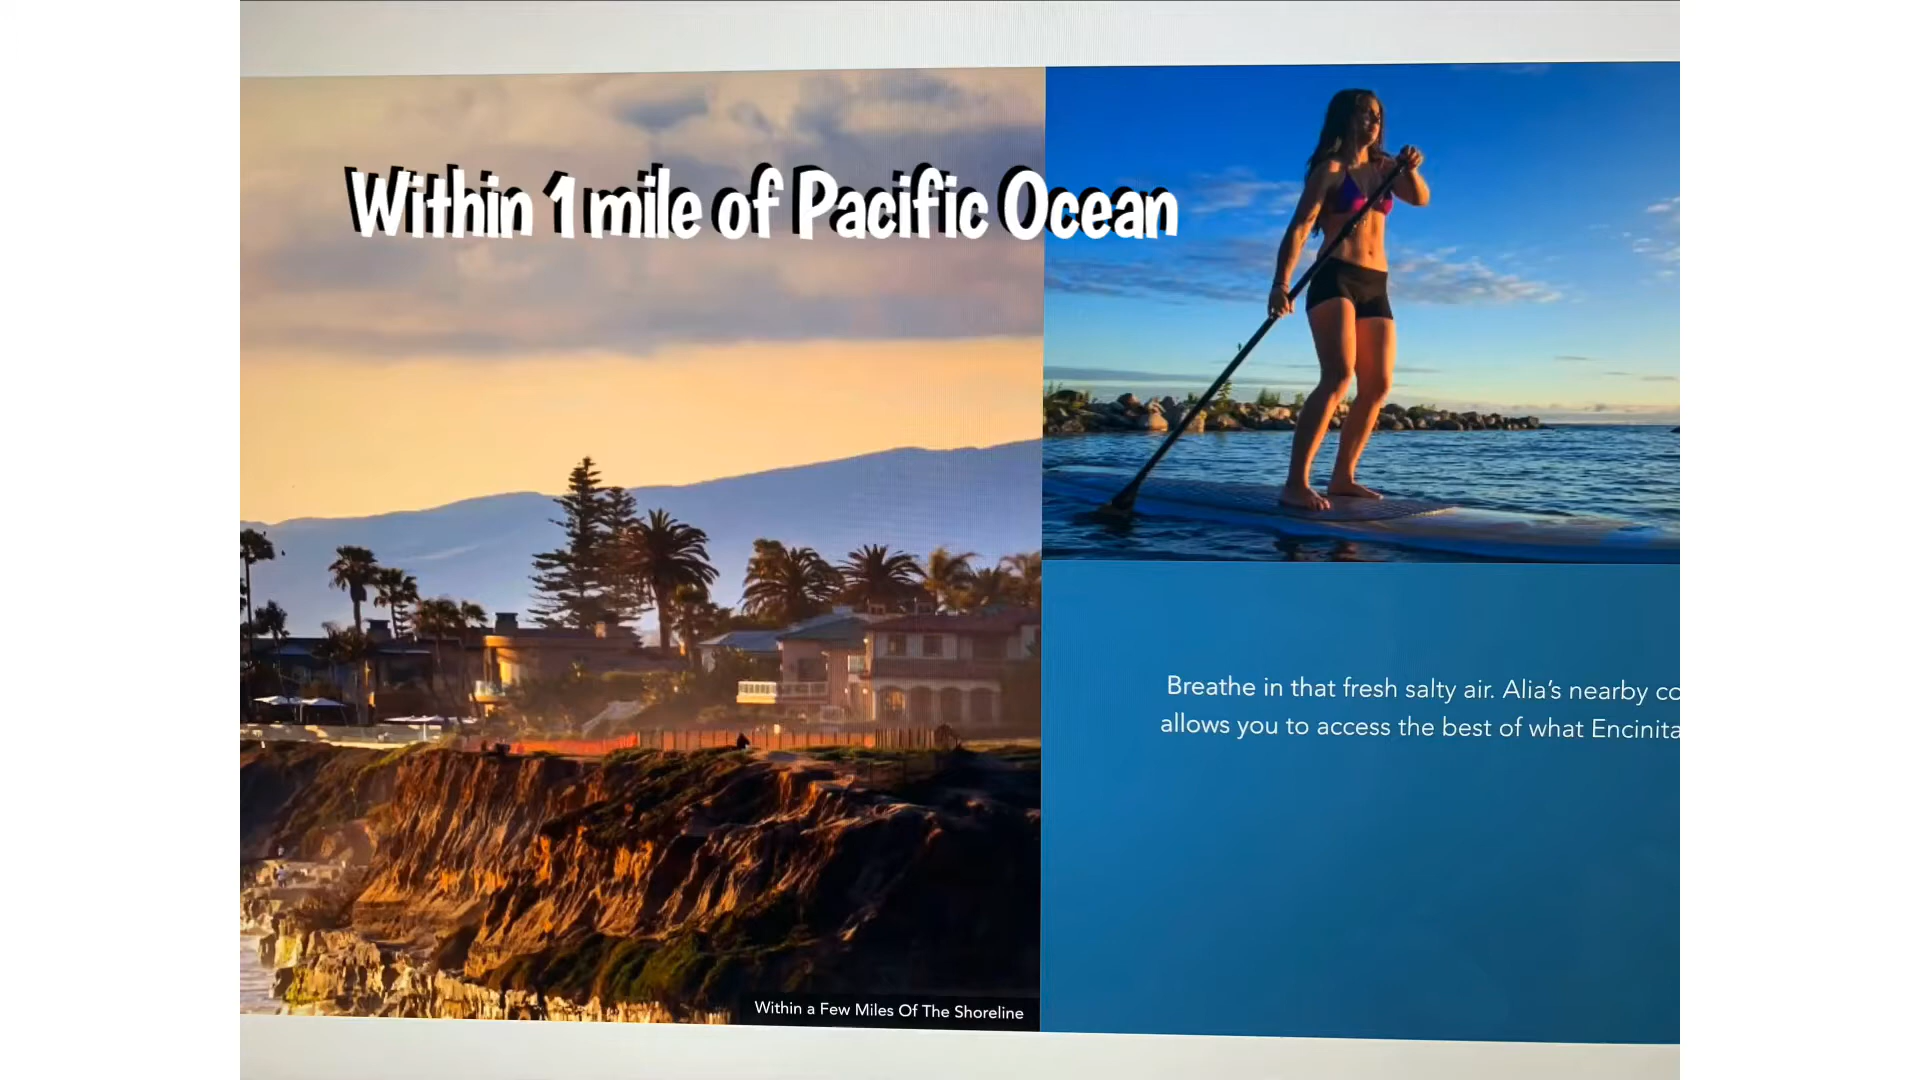 Within 1 mile of Pacific Ocean
Breathe in that fresh salty air. Alia's nearby
allows you to access the best of what
Within a Few Miles Of The Shoreline